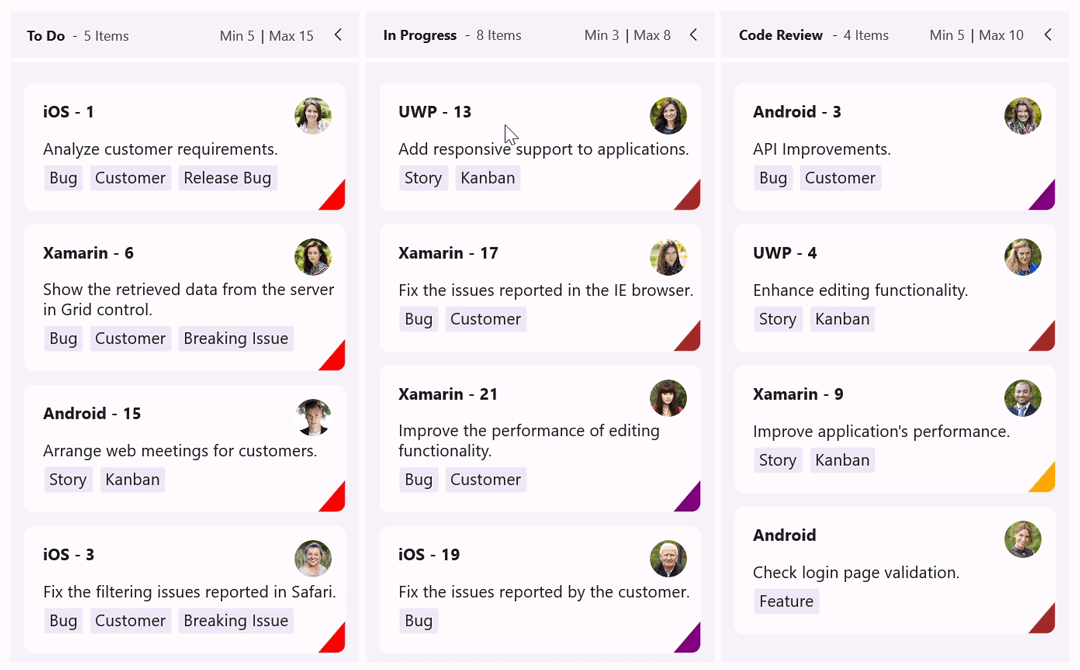 To Do - 5 Items Min 5 | Max 15
iOS - 1
Analyze customer requirements.
Bug Customer Release Bug
Xamarin - 6
Show the retrieved data from the server
in Grid control.
Bug Customer Breaking Issue
Android - 15
Arrange web meetings for customers.
Story Kanban
iOS - 3
Fix the filtering issues reported in Safari.
Bug Customer Breaking Issue
In Progress - 8 Items Min 3 | Max 8
UWP - 13
Add responsive support to applications.
Story Kanban
Xamarin - 17
Fix the issues reported in the IE browser.
Bug Customer
Xamarin - 21
Improve the performance of editing
functionality.
Bug Customer
iOS - 19
Fix the issues reported by the customer.
Bug
Code Review - 4 Items Min 5 | Max 10
Android - 3
API Improvements.
Bug Customer
UWP - 4
Enhance editing functionality.
Story Kanban
Xamarin - 9
Improve application's performance.
Story Kanban
Android
Check login page validation.
Feature